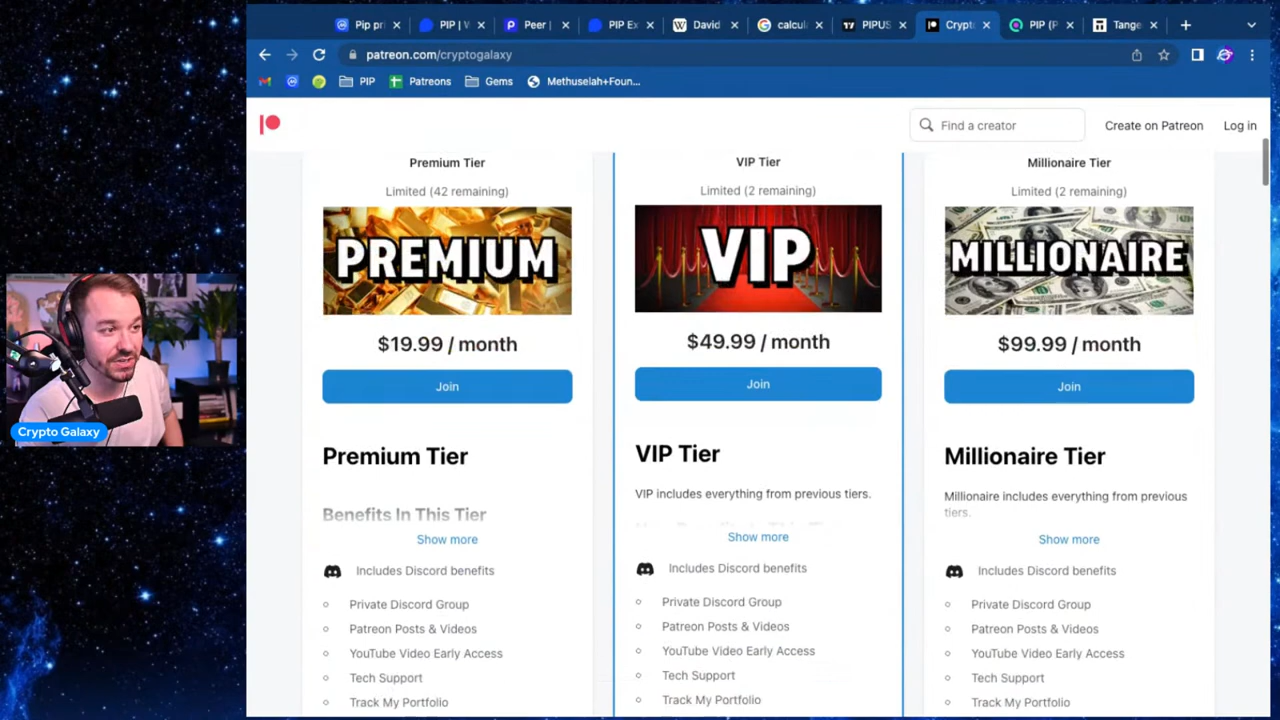 Pip pri
PIP | V
Peer |
PIP Ex
David
calcul
PIPUS
Crypto
PIP (P
Tange
patreon.com/cryptogalaxy
PIP
Patreons
Gems
Methuselah+Foun...
Find a creator
Create on Patreon
Log in
Premium Tier
Limited (42 remaining)
PREMIUM
$19.99 / month
Join
Premium Tier
Benefits In This Tier
Show more
Includes Discord benefits
Private Discord Group
Patreon Posts & Videos
YouTube Video Early Access
Tech Support
Track My Portfolio
VIP Tier
Limited (2 remaining)
VIP
$49.99 / month
Join
VIP Tier
VIP includes everything from previous tiers.
Show more
Includes Discord benefits
Private Discord Group
Patreon Posts & Videos
YouTube Video Early Access
Tech Support
Track My Portfolio
Millionaire Tier
Limited (2 remaining)
MILLIONAIRE
$99.99 / month
Join
Millionaire Tier
Millionaire includes everything from previous
tiers.
Show more
Includes Discord benefits
Private Discord Group
Patreon Posts & Videos
YouTube Video Early Access
Tech Support
Track My Portfolio
Crypto Galaxy